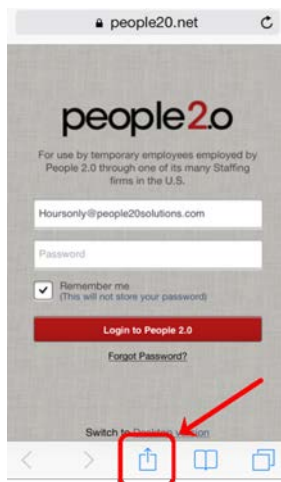 people20.net
people2.0
For use by temporary employees employed by
People 2.0 through one of its many Staffing
firms in the U.S.
Hoursonly@people20solutions.com
Password
Remember me
(This will not store your password)
Login to People 2.0
Forgot Password?
Switch to Desktop version